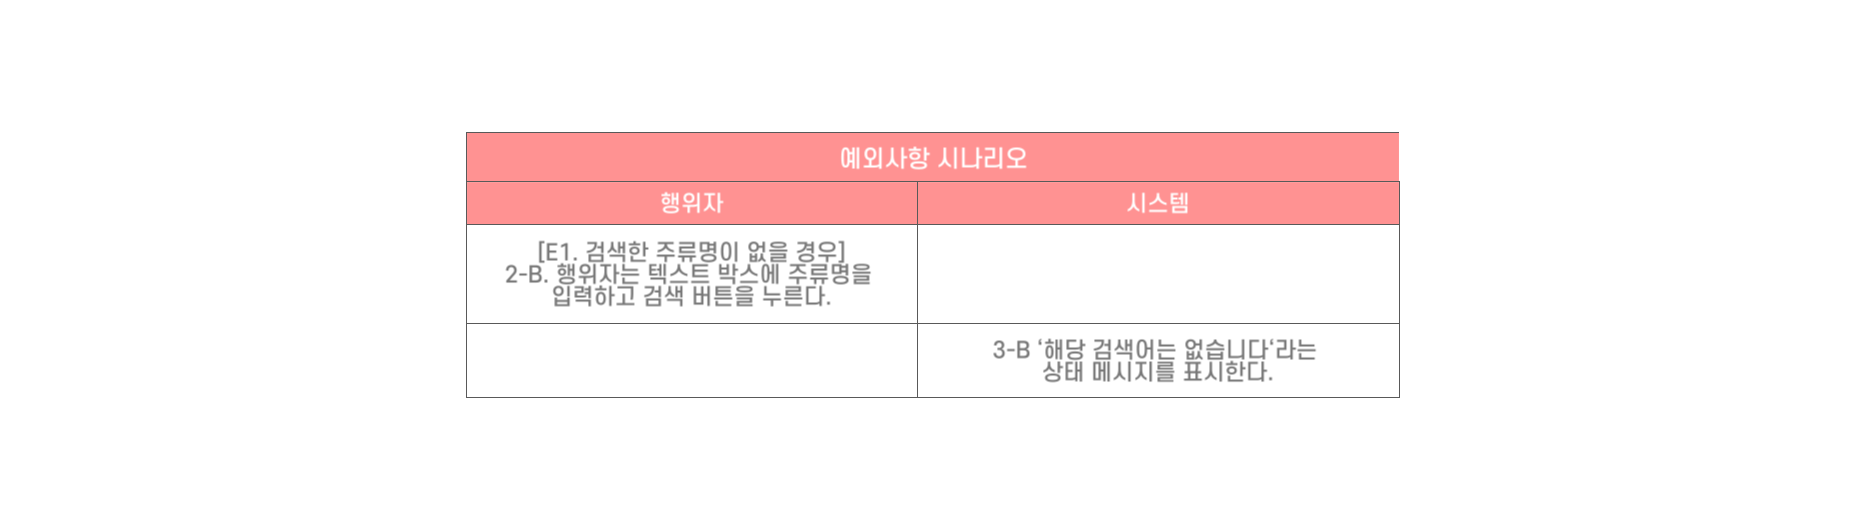 예외사항 시나리오
행위자
시스템
[E1. 검색한 주류명이 없을 경우]
2-B. 행위자는 텍스트 박스에 주류명을
입력하고 검색 버튼을 누른다.
3-B ‘해당 검색어는 없습니다‘라는
상태 메시지를 표시한다.